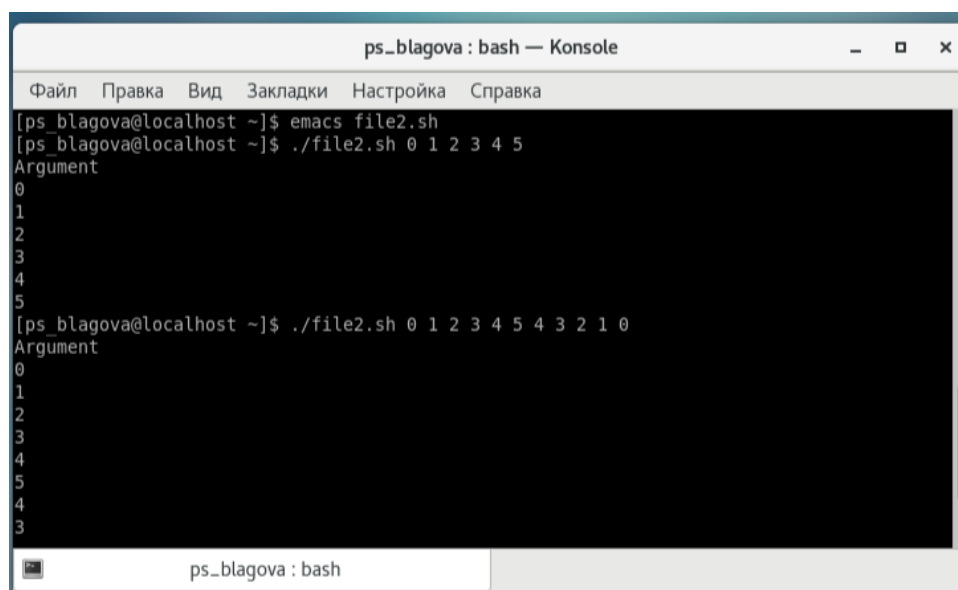 ps_blagova : bash — Konsole
Файл Правка Вид Закладки Настройка Справка
[ps_blagova@localhost ~]$ emacs file2.sh
[ps_blagova@localhost ~]$ ./file2.sh 0 1 2 3 4 5
Argument
0
1
2
3
4
5
[ps_blagova@localhost ~]$ ./file2.sh 0 1 2 3 4 5 4 3 2 1 0
Argument
0
1
2
3
4
5
4
3
ps_blagova : bash